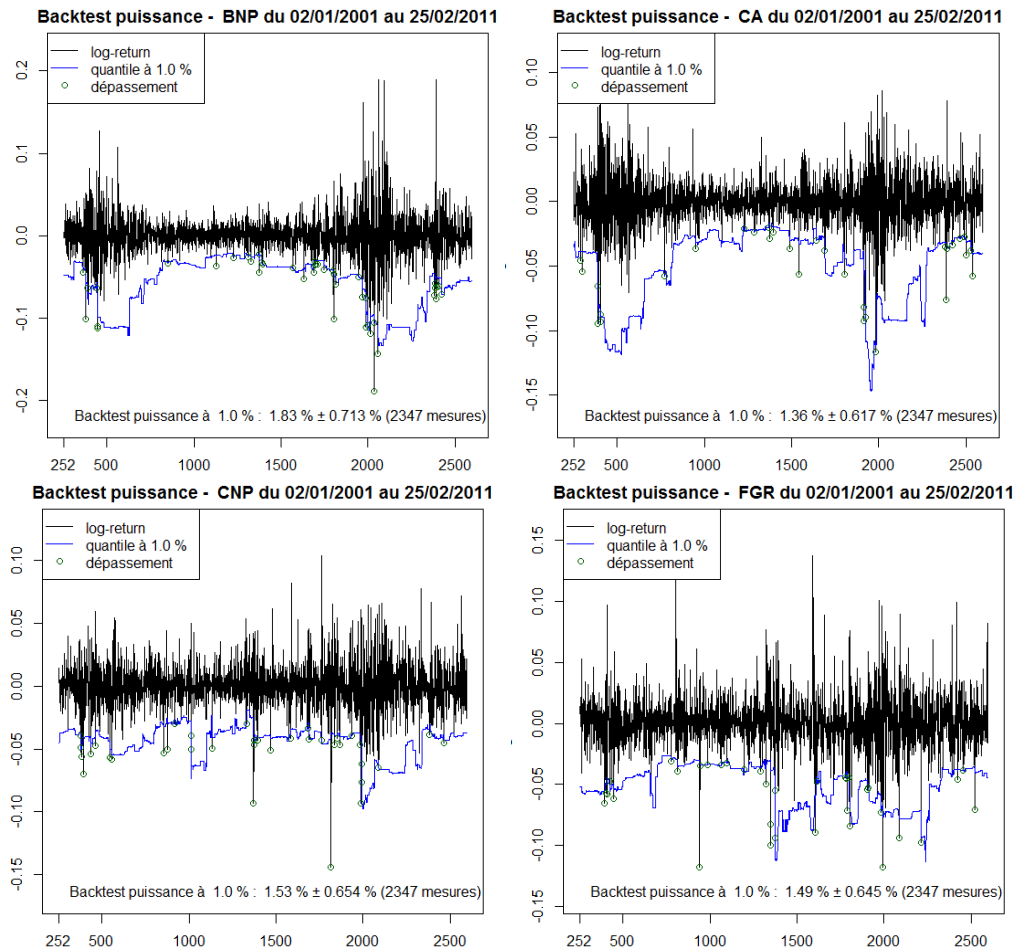 Backtest puissance - BNP du 02/01/2001 au 25/02/2011
log-return
quantile à 1.0 %
dépassement
0.2
0.1
0.0
-0.1
-0.2
Backtest puissance à 1.0 % : 1.83 % ± 0.713 % (2347 mesures)
252 500 1000 1500 2000 2500
Backtest puissance - CA du 02/01/2001 au 25/02/2011
log-return
quantile à 1.0 %
dépassement
0.10
0.05
0.00
-0.05
-0.10
-0.15
Backtest puissance à 1.0 % : 1.36 % ± 0.617 % (2347 mesures)
252 500 1000 1500 2000 2500
Backtest puissance - CNP du 02/01/2001 au 25/02/2011
log-return
quantile à 1.0 %
dépassement
0.10
0.05
0.00
-0.05
-0.10
-0.15
Backtest puissance à 1.0 % : 1.53 % ± 0.654 % (2347 mesures)
252 500 1000 1500 2000 2500
Backtest puissance - FGR du 02/01/2001 au 25/02/2011
log-return
quantile à 1.0 %
dépassement
0.15
0.10
0.05
0.00
-0.05
-0.10
-0.15
Backtest puissance à 1.0 % : 1.49 % ± 0.645 % (2347 mesures)
252 500 1000 1500 2000 2500